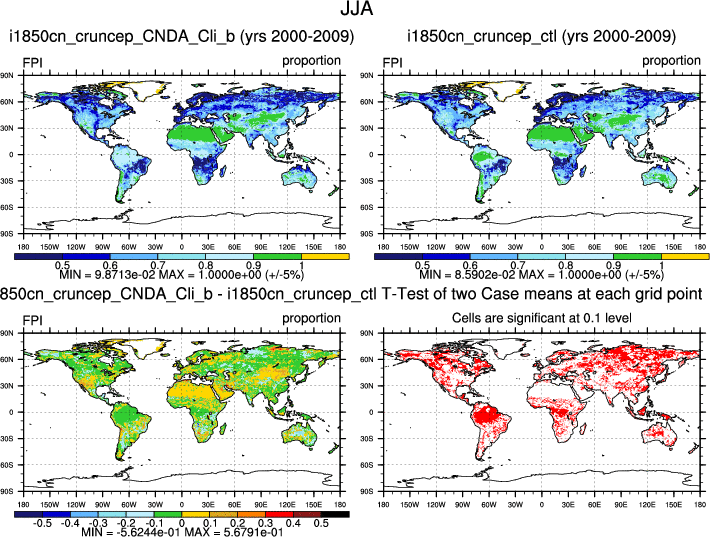 JJA
i1850cn_cruncep_CNDA_Cli_b (yrs 2000-2009)
i1850cn_cruncep_ctl (yrs 2000-2009)
FPI proportion
FPI proportion
90N
60N
30N
0
30S
60S
90S
180 150W 120W 90W 60W 30W 0 30E 60E 90E 120E 150E 180
90N
60N
30N
0
30S
60S
90S
180 150W 120W 90W 60W 30W 0 30E 60E 90E 120E 150E 180
0.5 0.6 0.7 0.8 0.9 1
MIN = 9.8713e-02 MAX = 1.0000e+00 (+/-5%)
0.5 0.6 0.7 0.8 0.9 1
MIN = 8.5902e-02 MAX = 1.0000e+00 (+/-5%)
850cn_cruncep_CNDA_Cli_b - i1850cn_cruncep_ctl
T-Test of two Case means at each grid point
FPI proportion
Cells are significant at 0.1 level
90N
60N
30N
0
30S
60S
90S
180 150W 120W 90W 60W 30W 0 30E 60E 90E 120E 150E 180
90N
60N
30N
0
30S
60S
90S
180 150W 120W 90W 60W 30W 0 30E 60E 90E 120E 150E 180
-0.5 -0.4 -0.3 -0.2 -0.1 0 0.1 0.2 0.3 0.4 0.5
MIN = -5.6244e-01 MAX = 5.6791e-01